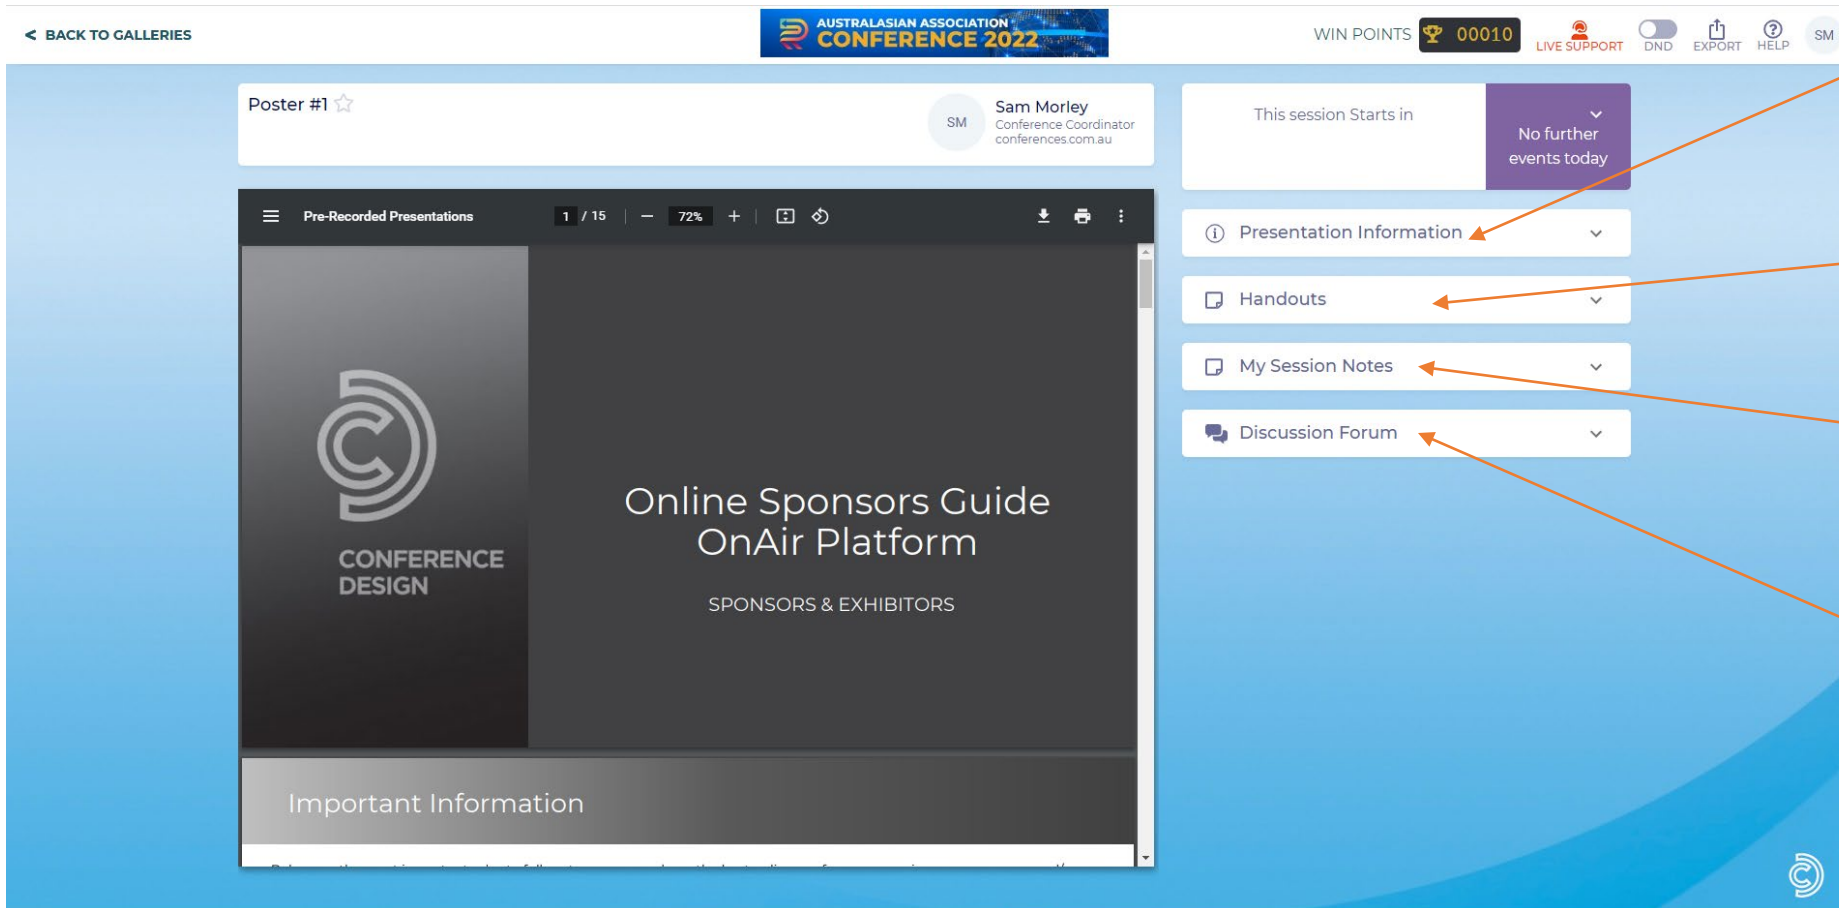 < BACK TO GALLERIES
AUSTRALASIAN ASSOCIATION
CONFERENCE 2022
WIN POINTS 00010
LIVE SUPPORT
DND
EXPORT
HELP
SM
Poster #1
SM
Sam Morley
Conference Coordinator
conferences.com.au
This session Starts in
No further
events today
Pre-Recorded Presentations
1 / 15
72%
CONFERENCE
DESIGN
Online Sponsors Guide
OnAir Platform
SPONSORS & EXHIBITORS
Important Information
Presentation Information
Handouts
My Session Notes
Discussion Forum